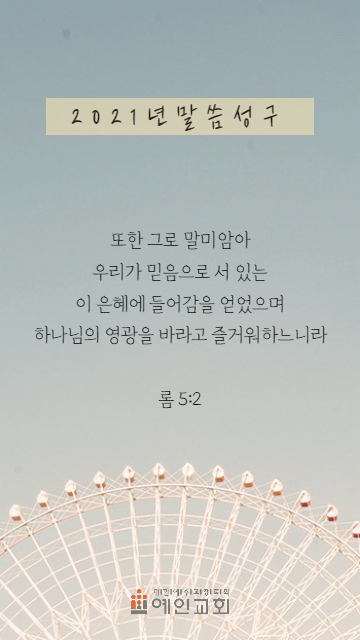 2021년말씀성구
또한 그로 말미암아
우리가 믿음으로 서 있는
이 은혜에 들어감을 얻었으며
하나님의 영광을 바라고 즐거워하느니라
롬 5:2
예인교회